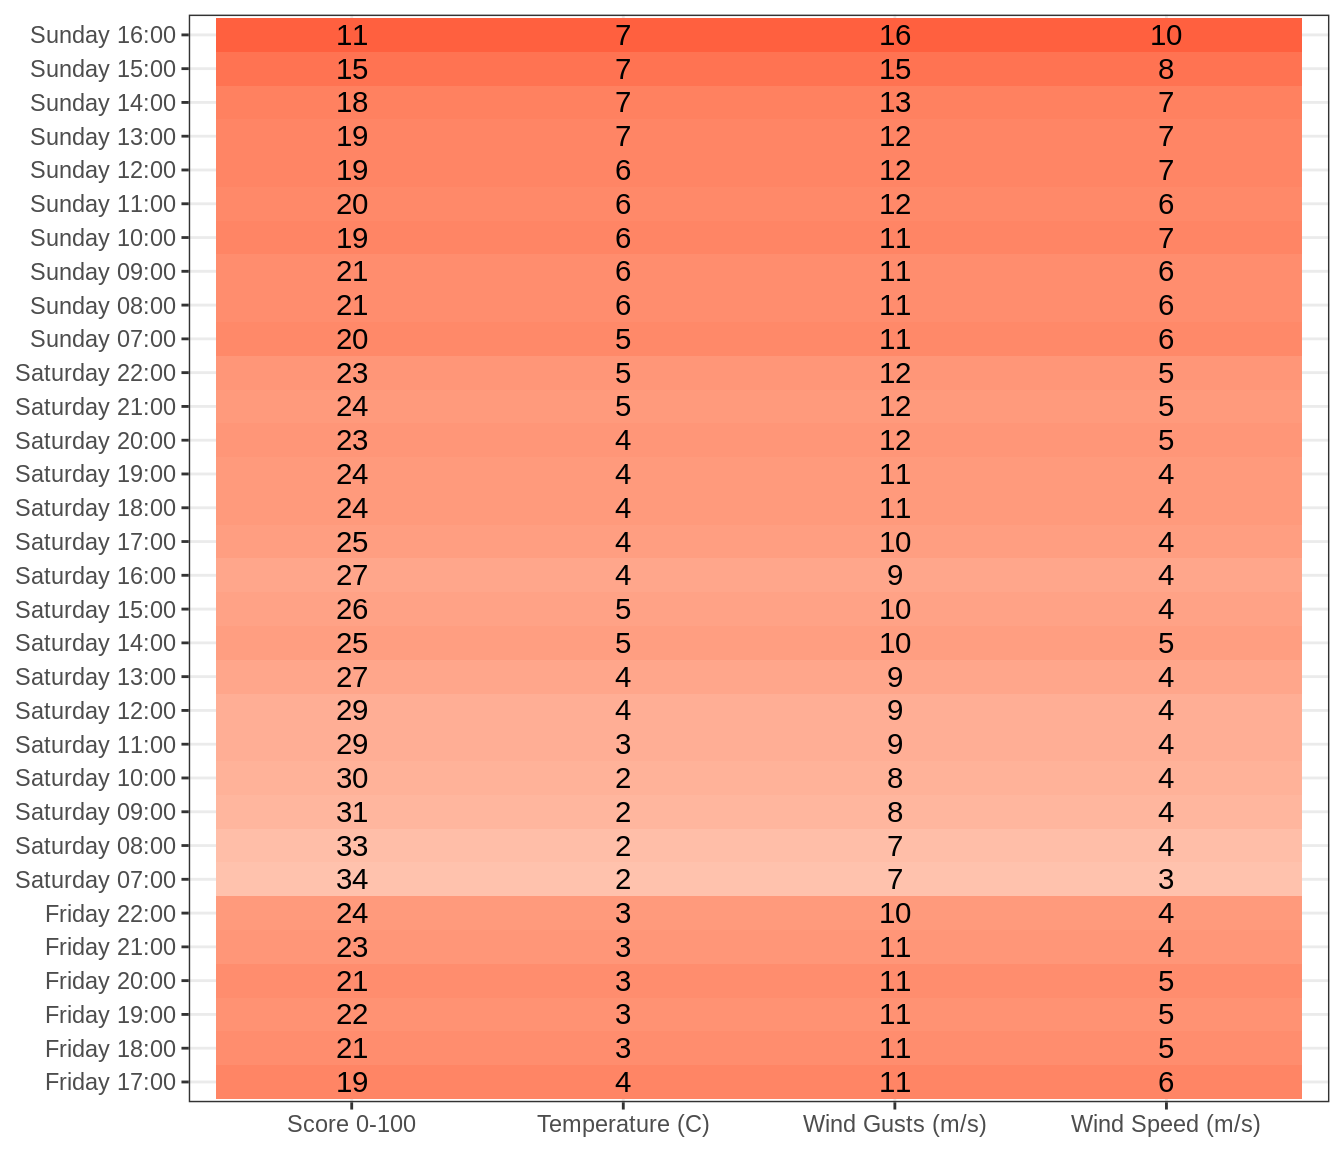 Sunday 16:00 11 7 16 10
Sunday 15:00 15 7 15 8
Sunday 14:00 18 7 13 7
Sunday 13:00 19 7 12 7
Sunday 12:00 19 6 12 7
Sunday 11:00 20 6 12 6
Sunday 10:00 19 6 11 7
Sunday 09:00 21 6 11 6
Sunday 08:00 21 6 11 6
Sunday 07:00 20 5 11 6
Saturday 22:00 23 5 12 5
Saturday 21:00 24 5 12 5
Saturday 20:00 23 4 12 5
Saturday 19:00 24 4 11 4
Saturday 18:00 24 4 11 4
Saturday 17:00 25 4 10 4
Saturday 16:00 27 4 9 4
Saturday 15:00 26 5 10 4
Saturday 14:00 25 5 10 5
Saturday 13:00 27 4 9 4
Saturday 12:00 29 4 9 4
Saturday 11:00 29 3 9 4
Saturday 10:00 30 2 8 4
Saturday 09:00 31 2 8 4
Saturday 08:00 33 2 7 4
Saturday 07:00 34 2 7 3
Friday 22:00 24 3 10 4
Friday 21:00 23 3 11 4
Friday 20:00 21 3 11 5
Friday 19:00 22 3 11 5
Friday 18:00 21 3 11 5
Friday 17:00 19 4 11 6
Score 0-100 Temperature (C) Wind Gusts (m/s) Wind Speed (m/s)